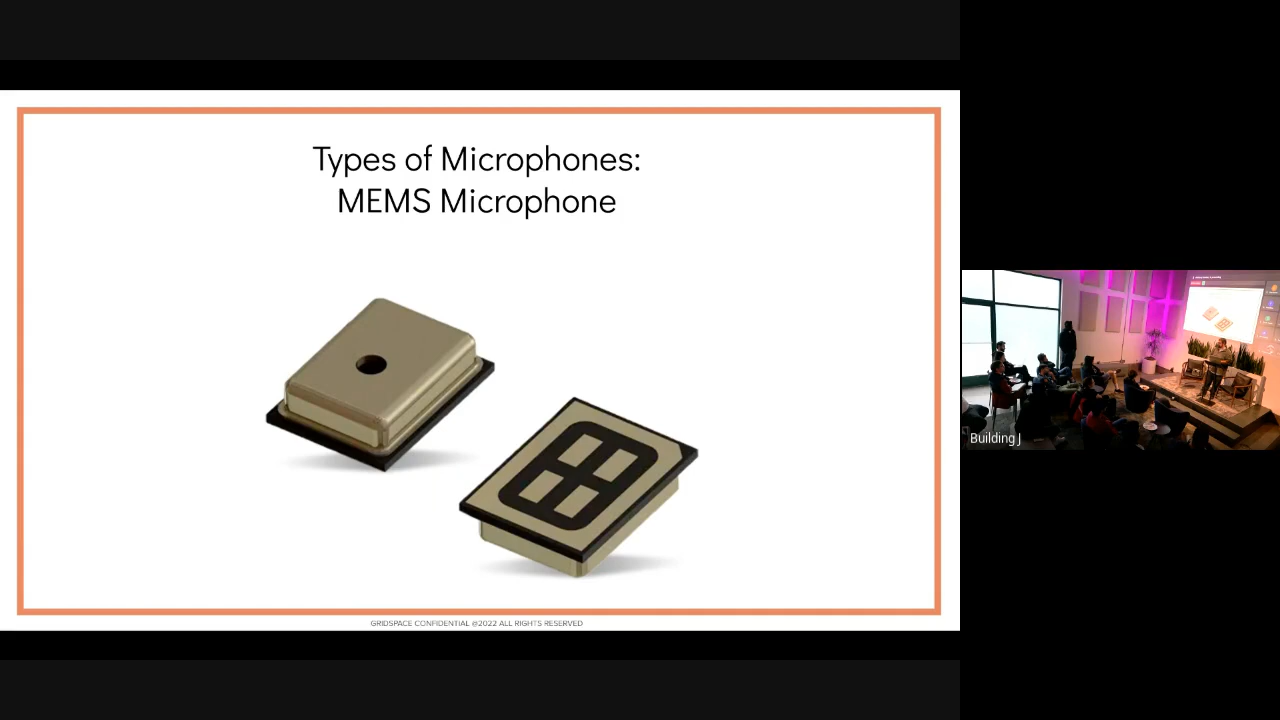 Types of Microphones:
MEMS Microphone
GRIDSPACE CONFIDENTIAL @2022 ALL RIGHTS RESERVED
Building J